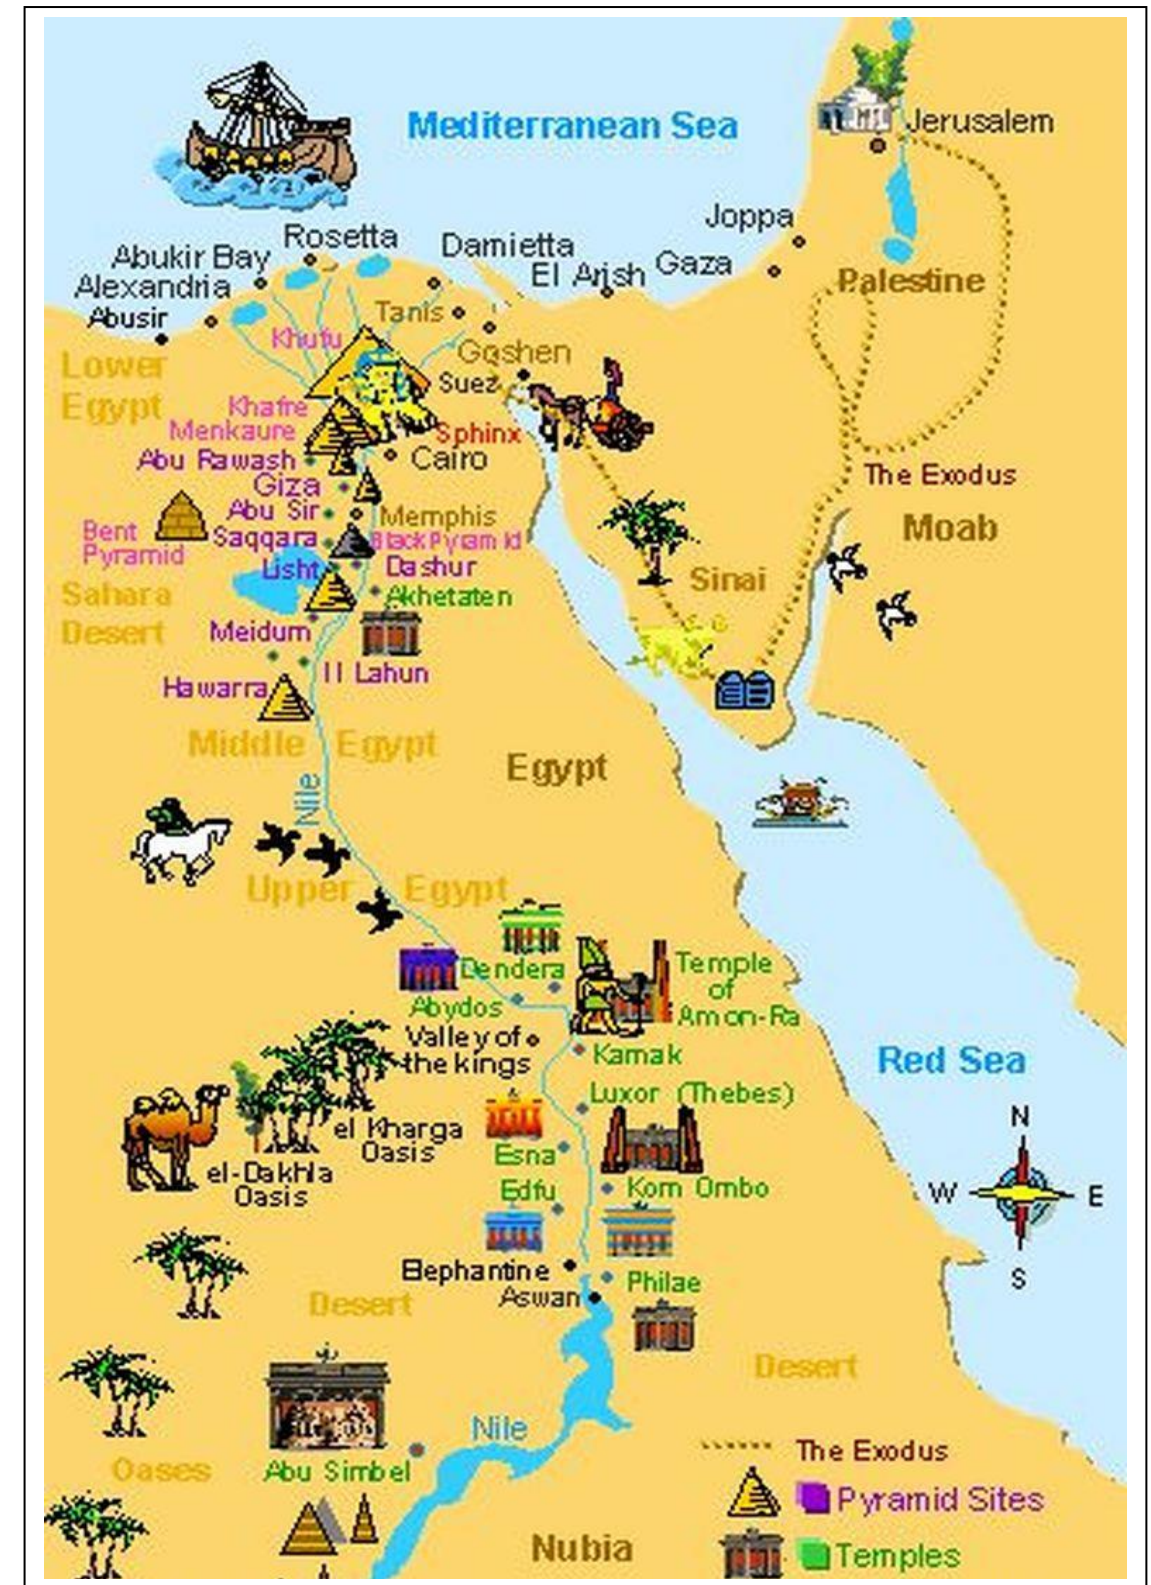 Mediterranean Sea
Jerusalem
Joppa
Rosetta
Damietta
Abukir Bay
El Arish
Gaza
Alexandria
Palestine
Abusir
Tanis
Khufu
Lower
Egypt
Goshen
Suez
Khafre
Menkaure
Sphinx
Abu Rawash
Cairo
The Exodus
Giza
Abu Sir
Memphis
Moab
Bent
Pyramid
Saqqara
Black Pyramid
Lisht
Dashur
Sinai
Sahara
Desert
Akhetaten
Meidum
Il Lahun
Hawarra
Middle Egypt
Egypt
Nile
Upper Egypt
Dendera
Temple
of
Amon-Ra
Abydos
Valley of
the kings
Karnak
Red Sea
Luxor (Thebes)
N
el Kharga
Oasis
Esna
el-Dakhla
Oasis
Edfu
Kom Ombo
W
E
S
Elephantine
Philae
Aswan
Desert
Desert
Nile
The Exodus
Oases
Abu Simbel
Pyramid Sites
Nubia
Temples